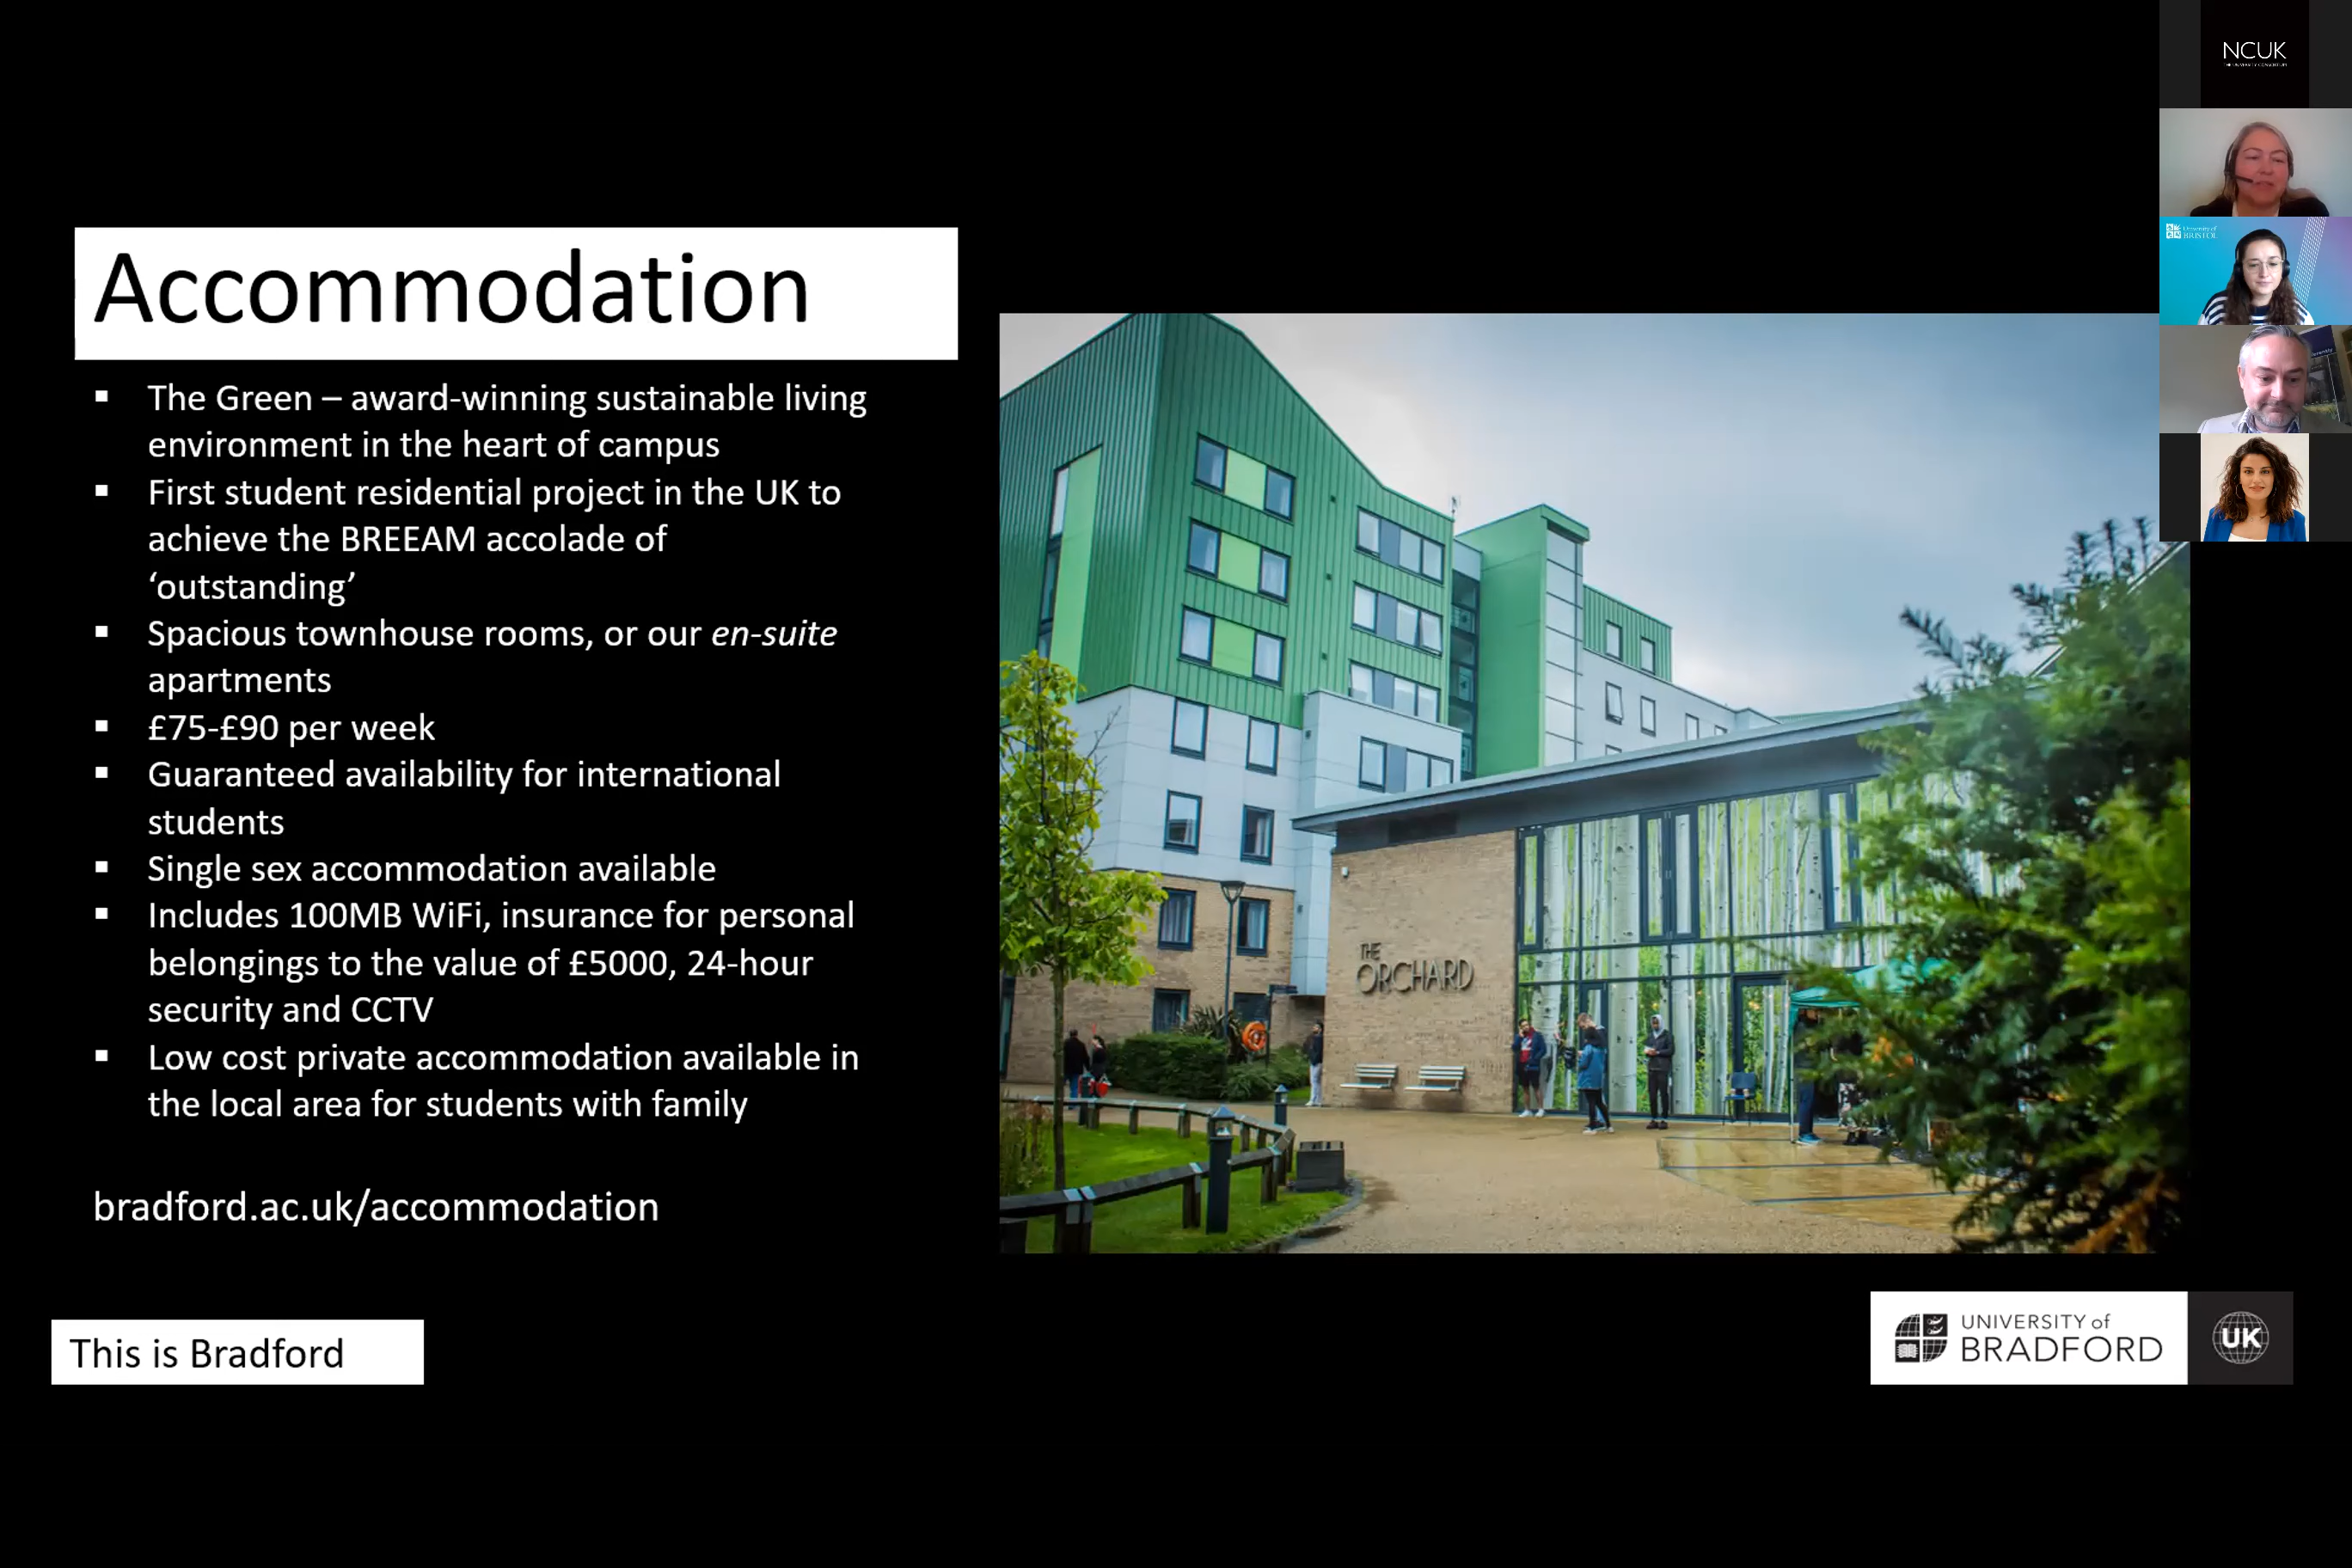 NCUK
University of
BRISTOL
Accommodation
▪ The Green – award-winning sustainable living
environment in the heart of campus
▪ First student residential project in the UK to
achieve the BREEAM accolade of
‘outstanding’
▪ Spacious townhouse rooms, or our en-suite
apartments
▪ £75-£90 per week
▪ Guaranteed availability for international
students
▪ Single sex accommodation available
▪ Includes 100MB WiFi, insurance for personal
belongings to the value of £5000, 24-hour
security and CCTV
▪ Low cost private accommodation available in
the local area for students with family
bradford.ac.uk/accommodation
THE
ORCHARD
This is Bradford
UNIVERSITY of
BRADFORD
UK